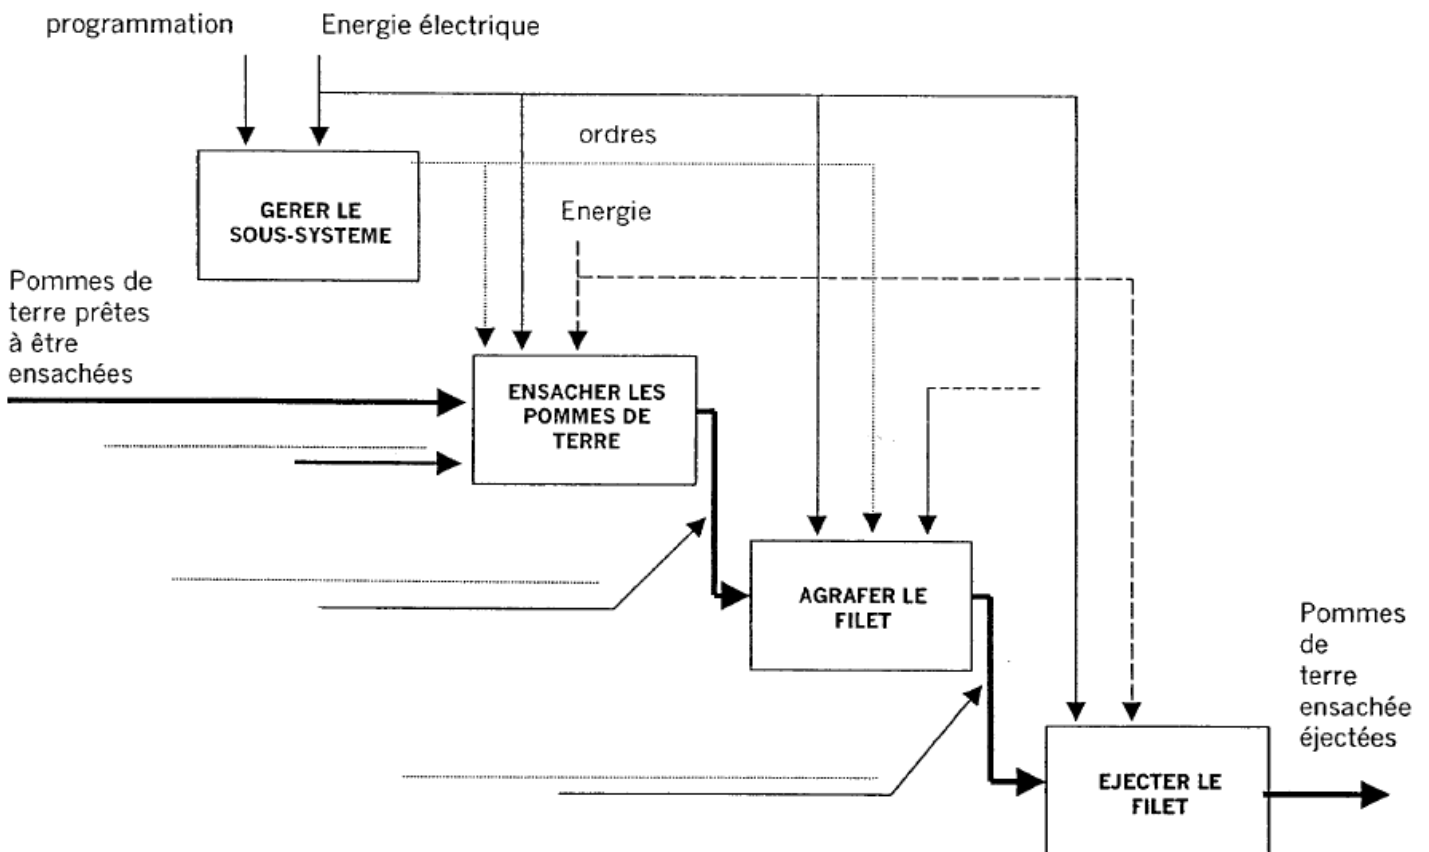 programmation
Energie électrique
ordres
GERER LE
SOUS-SYSTEME
Energie
Pommes de
terre prêtes
à être
ensachées
ENSACHER LES
POMMES DE
TERRE
AGRAFER LE
FILET
Pommes
de
terre
ensachée
éjectées
EJECTER LE
FILET